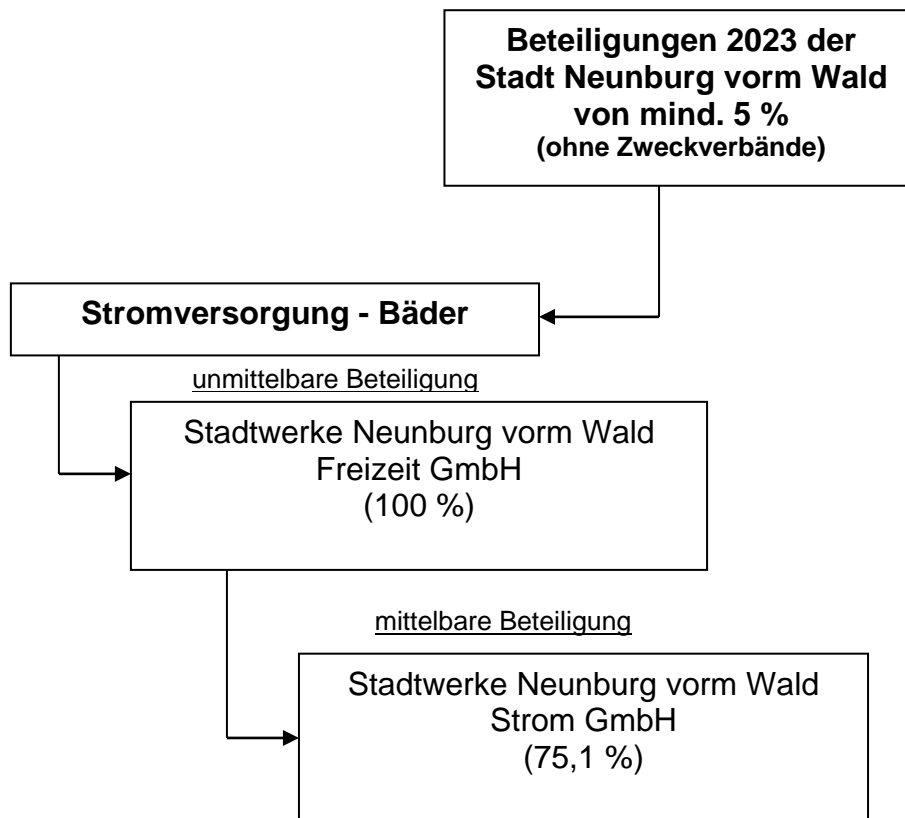 Beteiligungen 2023 der
Stadt Neunburg vorm Wald
von mind. 5 %
(ohne Zweckverbände)
Stromversorgung - Bäder
unmittelbare Beteiligung
Stadtwerke Neunburg vorm Wald
Freizeit GmbH
(100 %)
mittelbare Beteiligung
Stadtwerke Neunburg vorm Wald
Strom GmbH
(75,1 %)